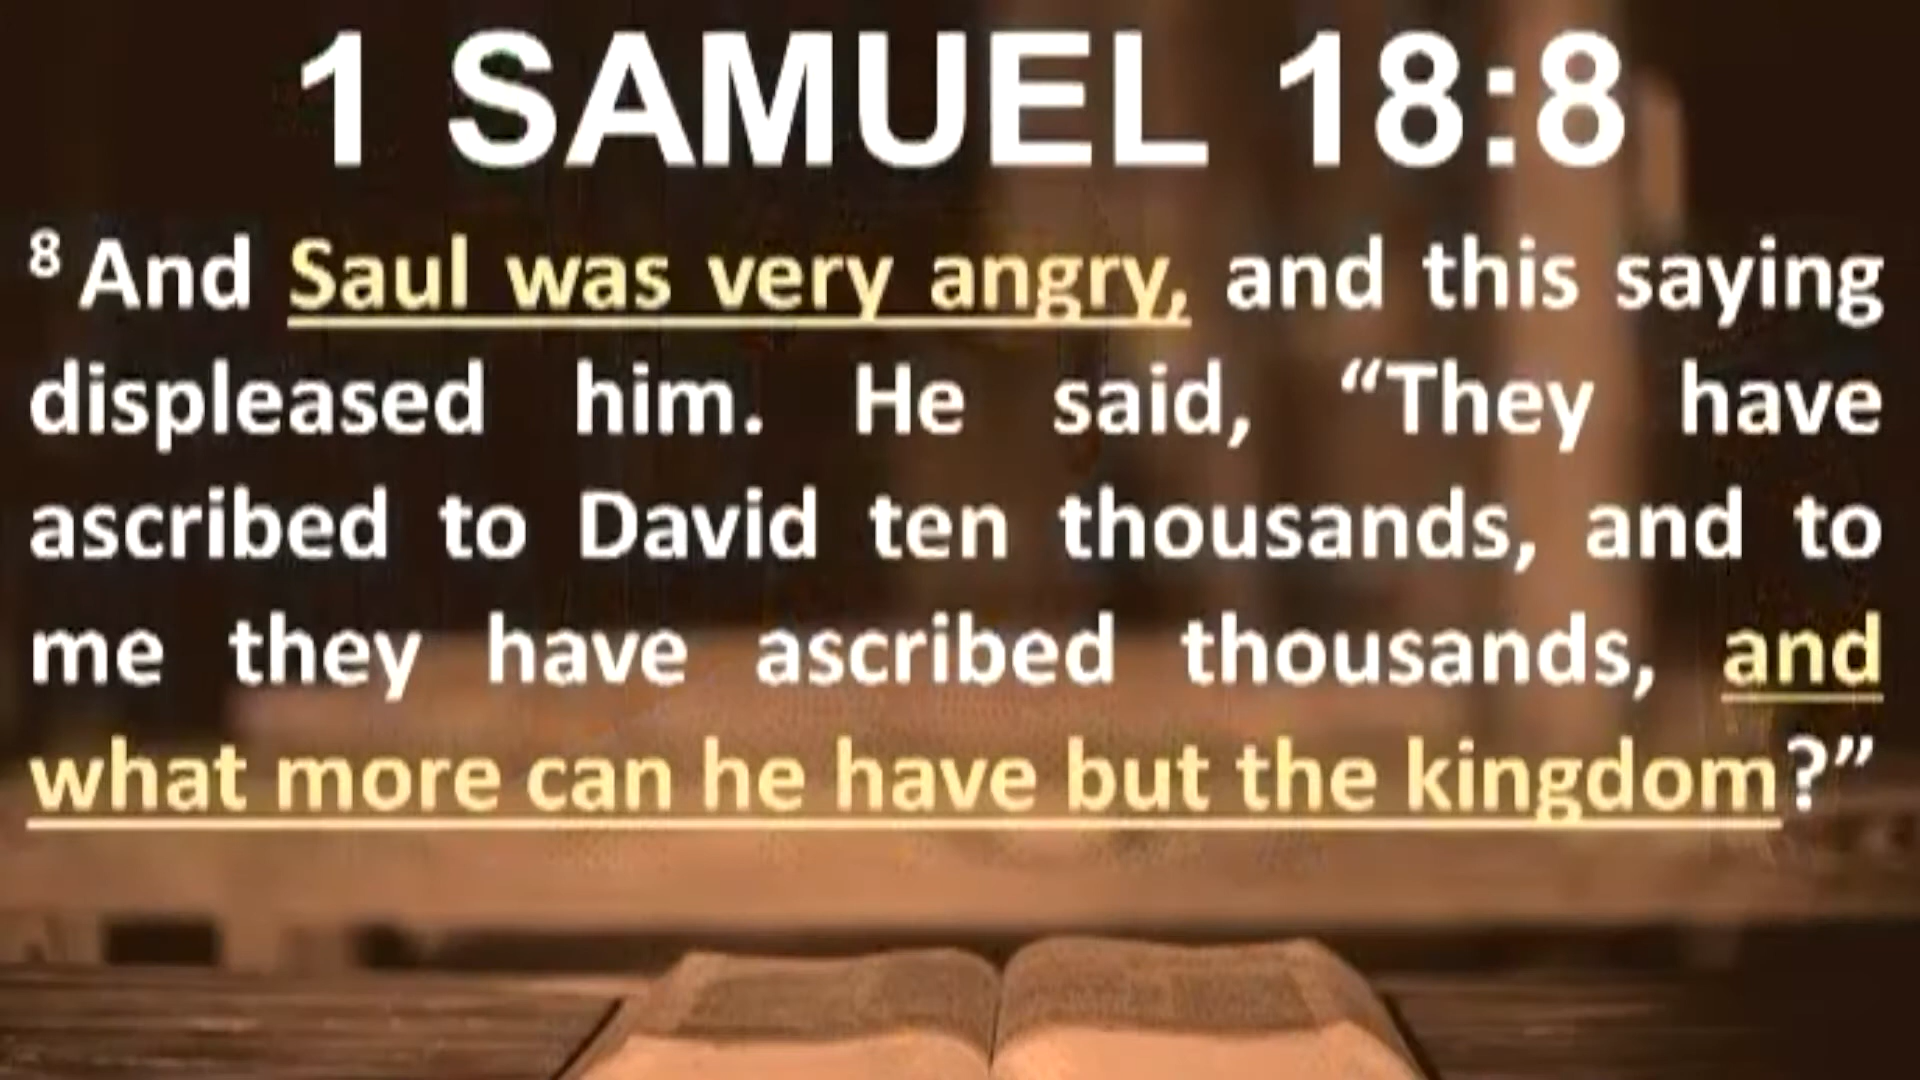 1 SAMUEL 18:8
⁸ And Saul was very angry, and this saying
displeased him. He said, “They have
ascribed to David ten thousands, and to
me they have ascribed thousands, and
what more can he have but the kingdom?”